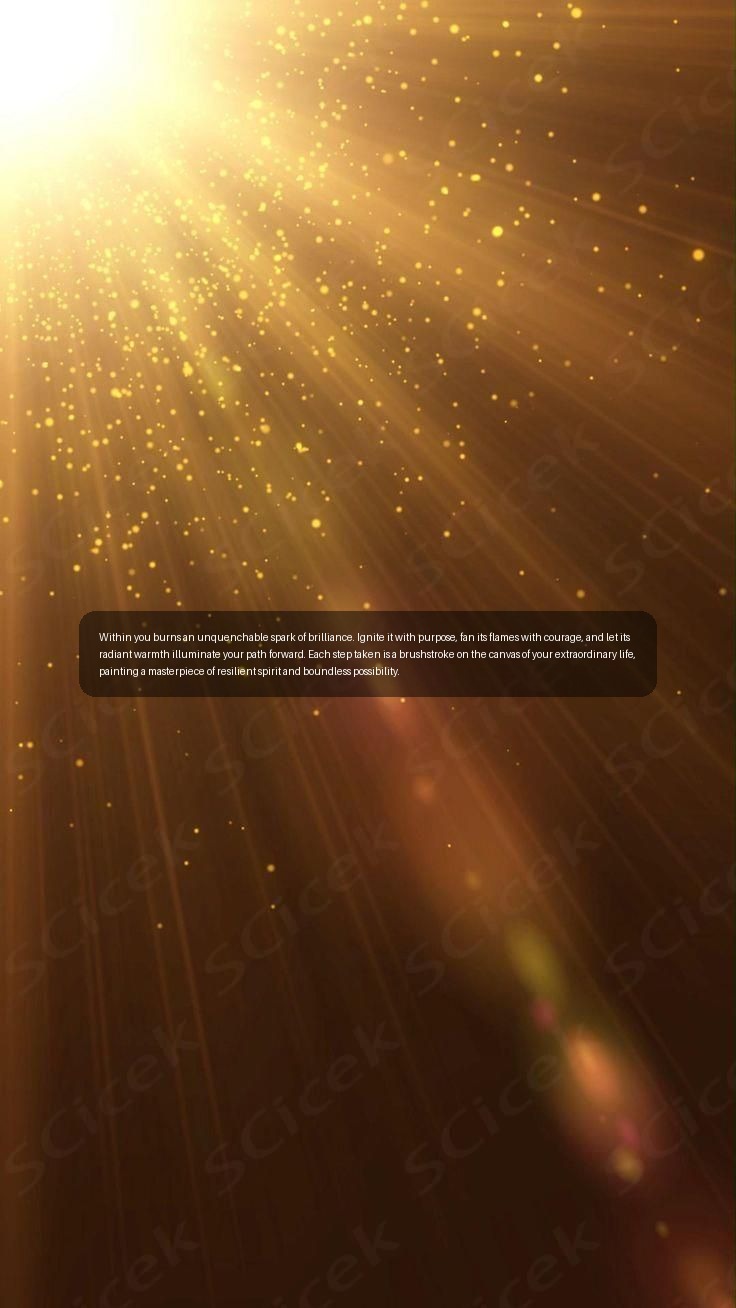 Within you burns an unquenchable spark of brilliance. Ignite it with purpose, fan its flames with courage, and let its
radiant warmth illuminate your path forward. Each step taken is a brushstroke on the canvas of your extraordinary life,
painting a masterpiece of resilient spirit and boundless possibility.
SCicek